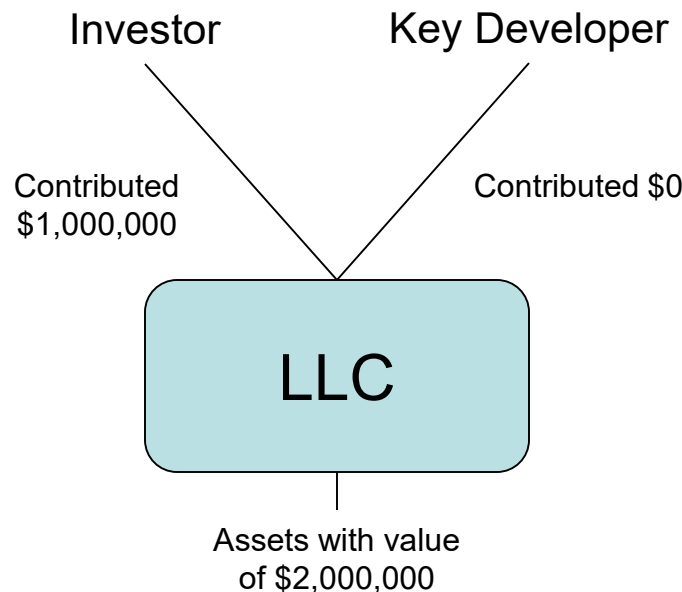 Investor
Key Developer
Contributed
$1,000,000
Contributed $0
LLC
Assets with value
of $2,000,000